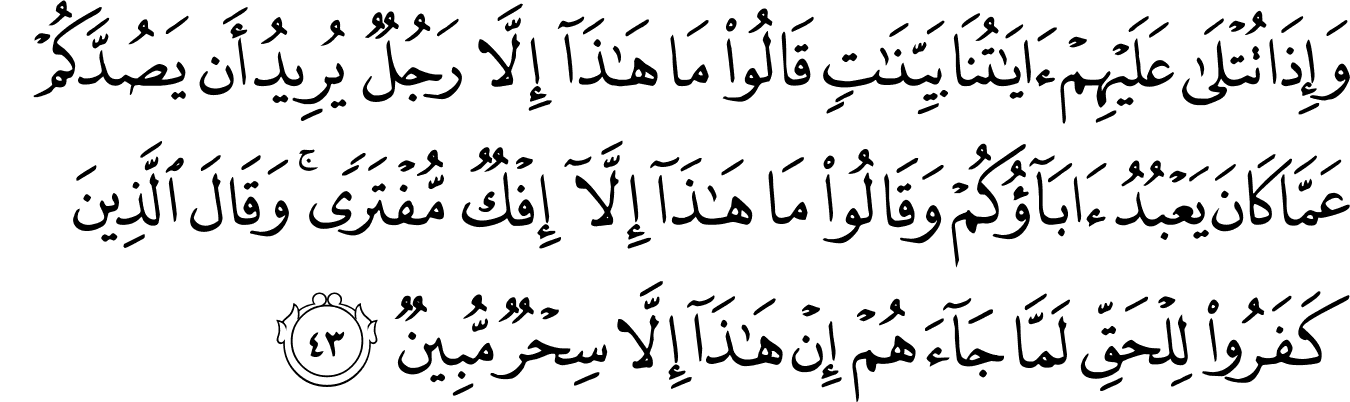 وَإِذَا تُتْلَىٰ عَلَيْهِمْ ءَايَـٰتُنَا بَيِّنَـٰتٍ قَالُوا۟ مَا هَـٰذَآ إِلَّا رَجُلٌ يُرِيدُ أَن يَصُدَّكُمْ
عَمَّا كَانَ يَعْبُدُ ءَابَآؤُكُمْ وَقَالُوا۟ مَا هَـٰذَآ إِلَّآ إِفْكٌ مُّفْتَرًى ۚ وَقَالَ ٱلَّذِينَ
كَفَرُوا۟ لِلْحَقِّ لَمَّا جَآءَهُمْ إِنْ هَـٰذَآ إِلَّا سِحْرٌ مُّبِينٌ ٤٣